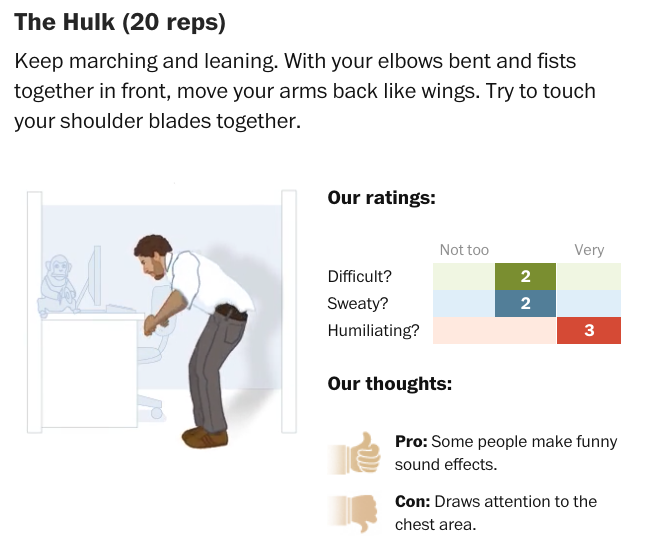 The Hulk (20 reps)
Keep marching and leaning. With your elbows bent and fists
together in front, move your arms back like wings. Try to touch
your shoulder blades together.
Our ratings:
Not too Very
Difficult? 2
Sweaty? 2
Humiliating? 3
Our thoughts:
Pro: Some people make funny
sound effects.
Con: Draws attention to the
chest area.